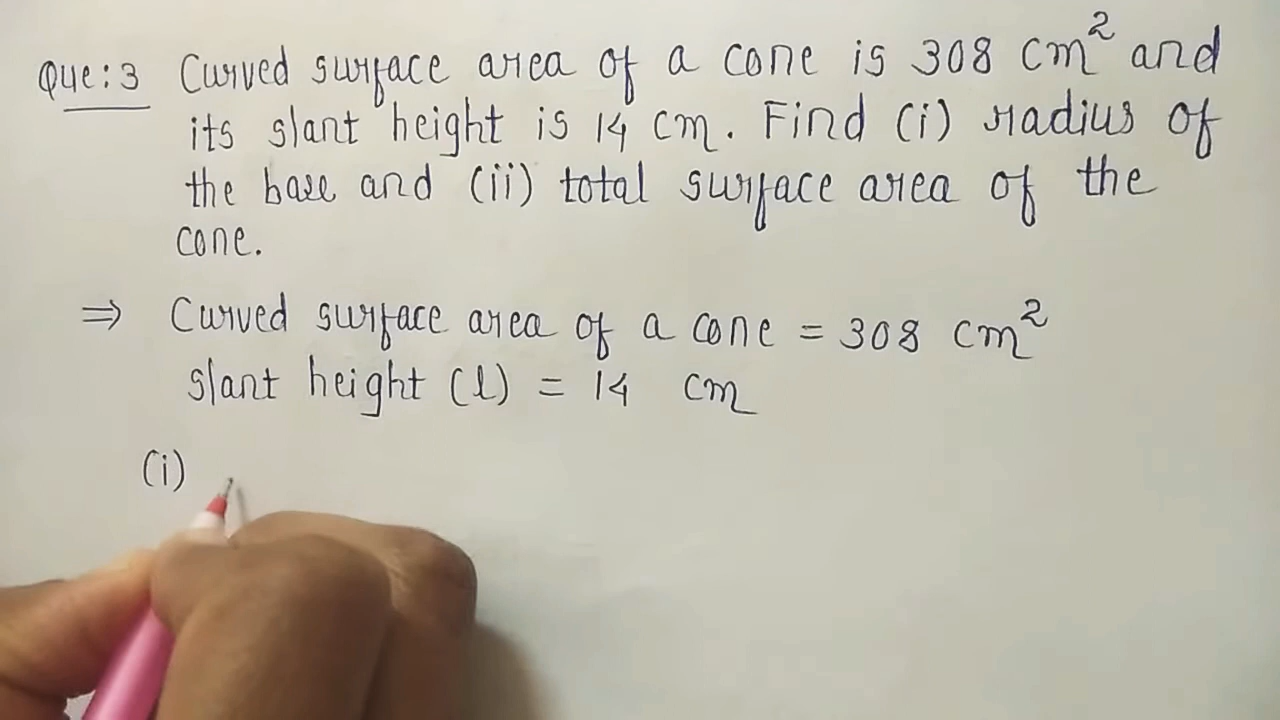 Que: 3 Curved surface area of a cone is 308 cm² and
its slant height is 14 cm. Find (i) radius of
the base and (ii) total surface area of the
cone.
⇒ Curved surface area of a cone = 308 cm²
slant height (l) = 14 cm
(i)